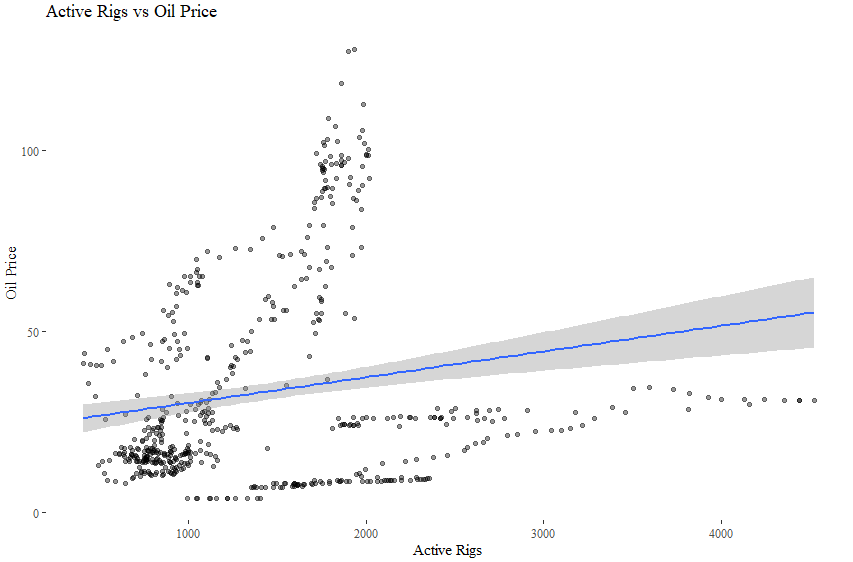 Active Rigs vs Oil Price
100
50
0
Oil Price
1000 2000 3000 4000
Active Rigs